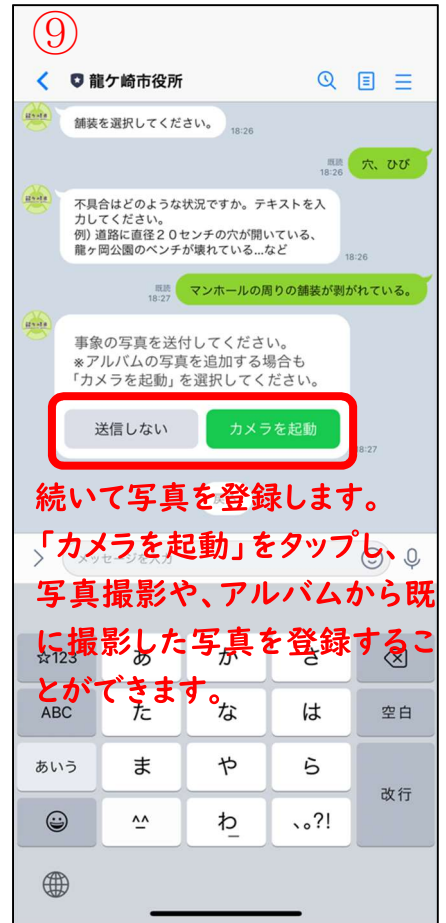 ⑨
龍ケ崎市役所
舗装を選択してください。
18:26
既読
18:26
穴、ひび
不具合はどのような状況ですか。テキストを入
力してください。
例) 道路に直径20センチの穴が開いている、
龍ヶ岡公園のベンチが壊れている...など
18:26
既読
18:27
マンホールの周りの舗装が剥がれている。
事象の写真を送付してください。
※アルバムの写真を追加する場合も
「カメラを起動」を選択してください。
送信しない
カメラを起動
18:27
続いて写真を登録します。
「カメラを起動」をタップし、
メッセージを入力
写真撮影や、アルバムから既
に撮影した写真を登録するこ
とができます。
☆123
あ
か
さ
ABC
た
な
は
空白
あいう
ま
や
ら
改行
^^
わ
、。?!